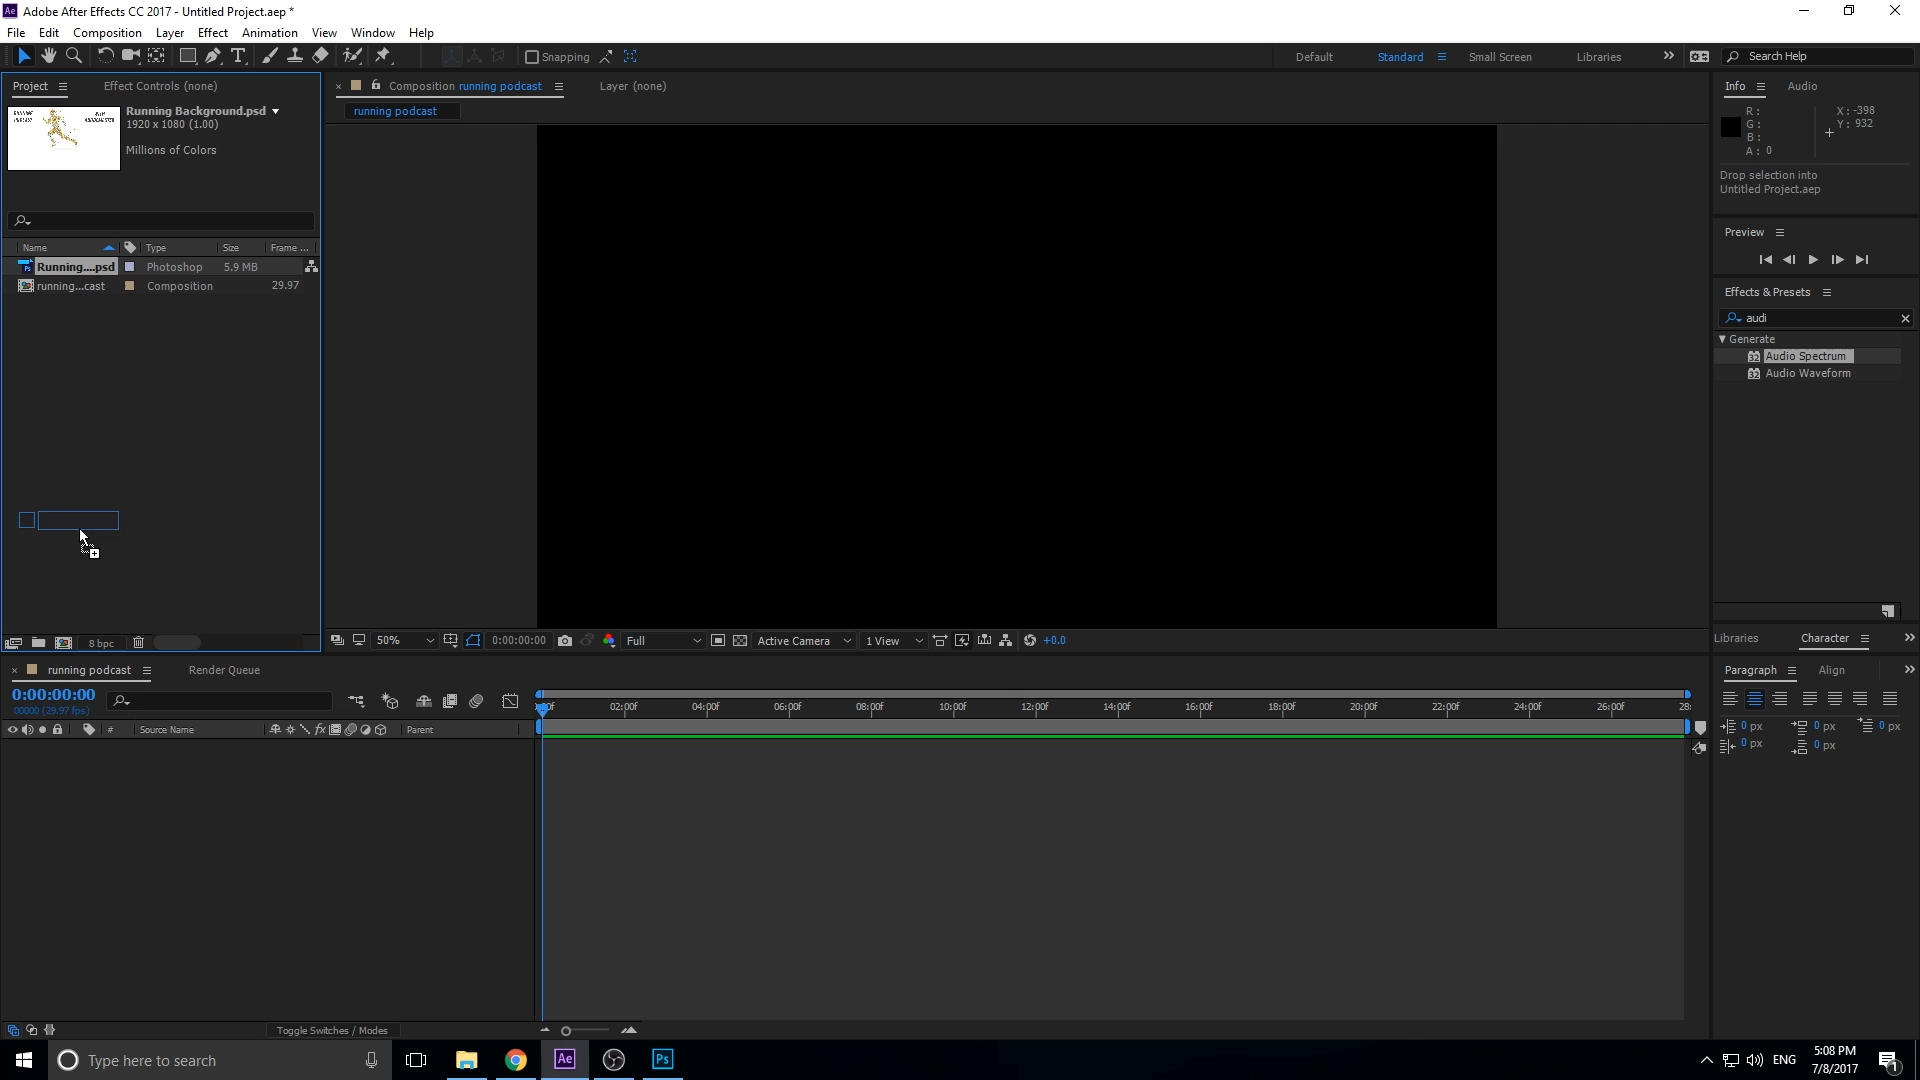 Ae Adobe After Effects CC 2017 - Untitled Project.aep *
File Edit Composition Layer Effect Animation View Window Help
Snapping
Default Standard Small Screen Libraries
Search Help
Project Effect Controls (none)
Composition running podcast Layer (none)
running podcast
Running Background.psd
1920 x 1080 (1.00)
Millions of Colors
Name Type Size Frame ...
Running....psd Photoshop 5.9 MB
running...cast Composition 29.97
8 bpc
50% 0:00:00:00 Full Active Camera 1 View +0.0
Info Audio
R: X: -398
G: Y: 932
B:
A: 0
Drop selection into
Untitled Project.aep
Preview
Effects & Presets
audi
Generate
32 Audio Spectrum
32 Audio Waveform
Libraries Character
Paragraph Align
0 px 0 px 0 px
0 px 0 px
running podcast Render Queue
0:00:00:00
00000 (29.97 fps)
02:00f 04:00f 06:00f 08:00f 10:00f 12:00f 14:00f 16:00f 18:00f 20:00f 22:00f 24:00f 26:00f 28:
# Source Name fx Parent
Toggle Switches / Modes
Type here to search
Ae
Ps
ENG
5:08 PM
7/8/2017
1